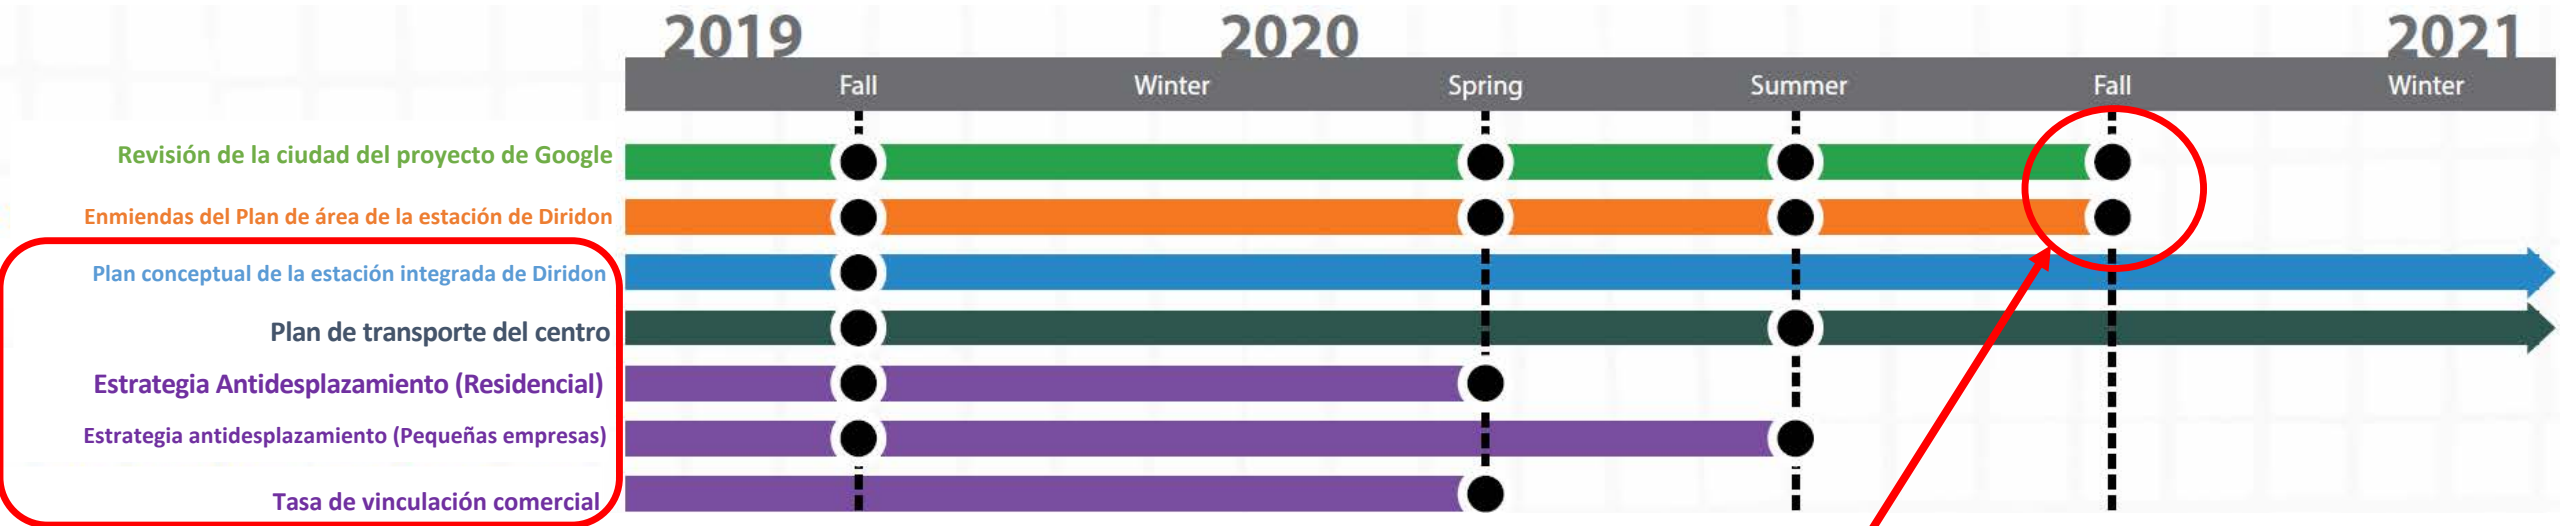 2019 2020 2021
Fall Winter Spring Summer Fall Winter
Revisión de la ciudad del proyecto de Google
Enmiendas del Plan de área de la estación de Diridon
Plan conceptual de la estación integrada de Diridon
Plan de transporte del centro
Estrategia Antidesplazamiento (Residencial)
Estrategia antidesplazamiento (Pequeñas empresas)
Tasa de vinculación comercial